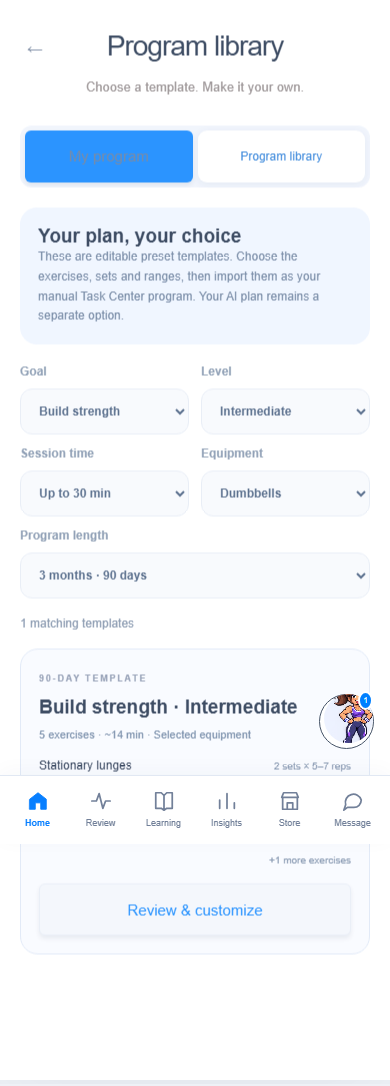 ←
Program library
Choose a template. Make it your own.
My program
Program library
Your plan, your choice
These are editable preset templates. Choose the
exercises, sets and ranges, then import them as your
manual Task Center program. Your AI plan remains a
separate option.
Goal
Level
Build strength
Intermediate
Session time
Equipment
Up to 30 min
Dumbbells
Program length
3 months · 90 days
1 matching templates
90-DAY TEMPLATE
Build strength · Intermediate
1
5 exercises · ~14 min · Selected equipment
Stationary lunges
2 sets × 5–7 reps
Home
Review
Learning
Insights
Store
Message
+1 more exercises
Review & customize